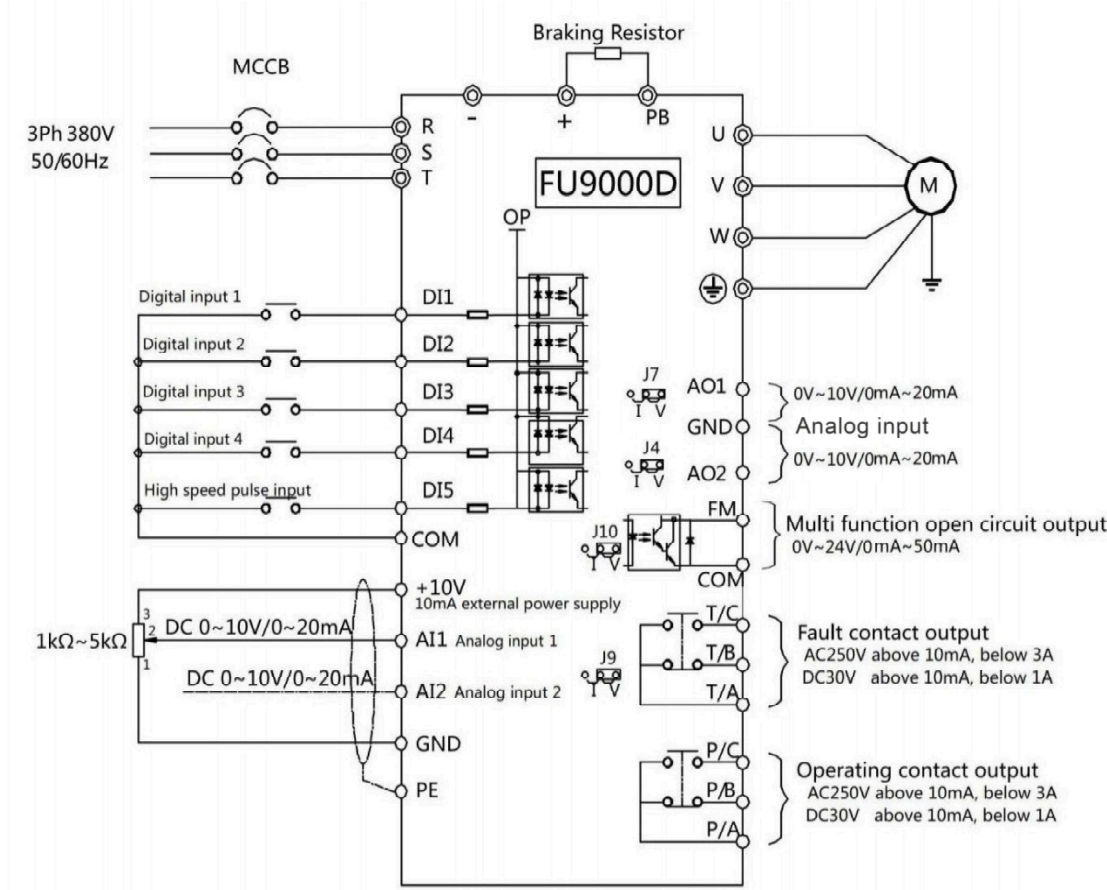 Braking Resistor
MCCB
- + PB
3Ph 380V
50/60Hz
R
S
T
FU9000D
U
V
W
M
OP
Digital input 1
DI1
Digital input 2
DI2
Digital input 3
DI3
Digital input 4
DI4
High speed pulse input
DI5
COM
J7
I V
AO1
0V~10V/0mA~20mA
GND
Analog input
J4
I V
AO2
0V~10V/0mA~20mA
FM
J10
I V
COM
Multi function open circuit output
0V~24V/0mA~50mA
+10V
10mA external power supply
1kΩ~5kΩ
3
2
1
DC 0~10V/0~20mA
AI1 Analog input 1
DC 0~10V/0~20mA
AI2 Analog input 2
GND
PE
J9
I V
T/C
T/B
T/A
Fault contact output
AC250V above 10mA, below 3A
DC30V above 10mA, below 1A
P/C
P/B
P/A
Operating contact output
AC250V above 10mA, below 3A
DC30V above 10mA, below 1A